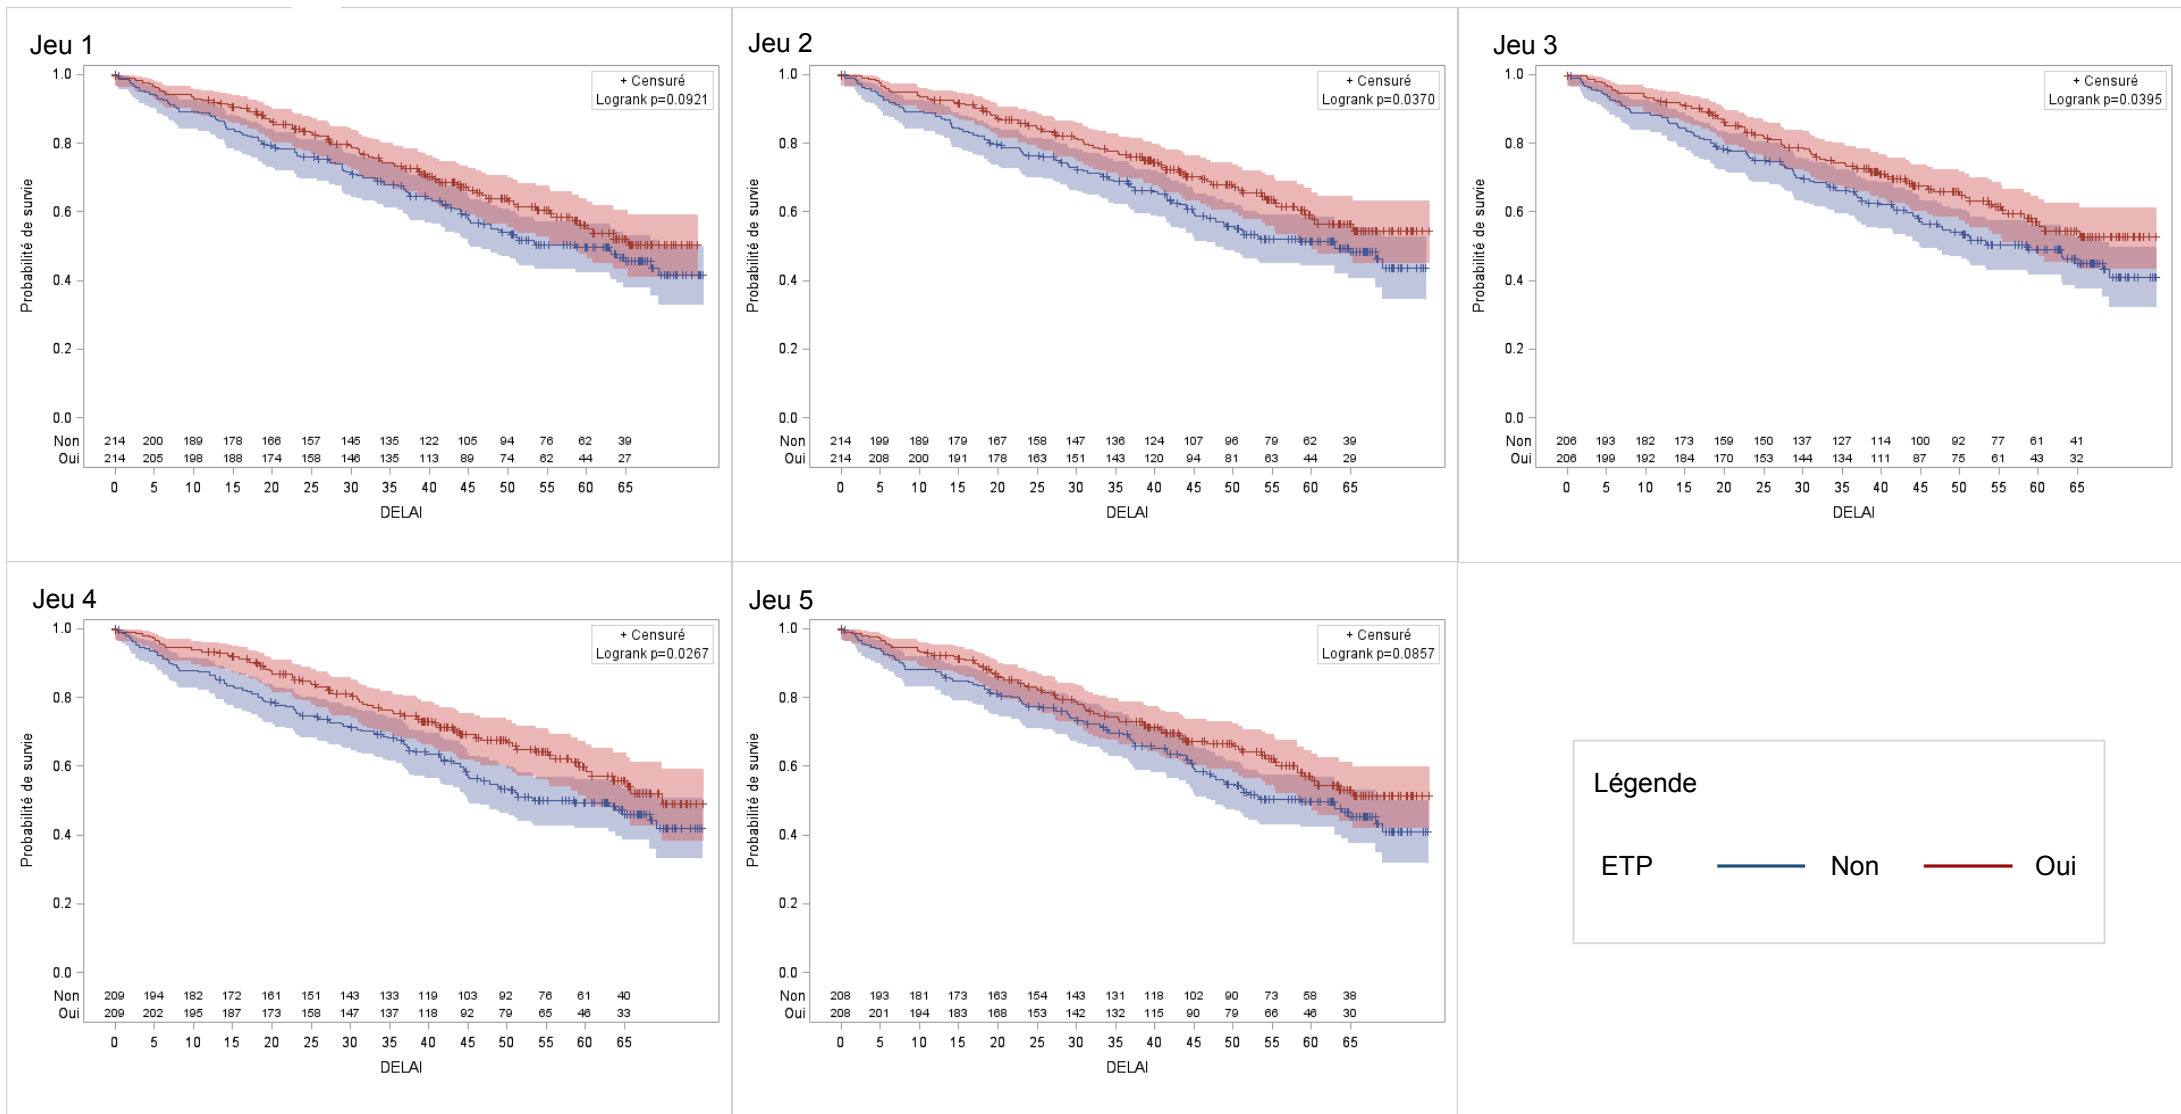 Jeu 1
+ Censuré
Logrank p=0.0921
Probabilité de survie
1.0
0.8
0.6
0.4
0.2
0.0
Non 214 200 189 178 166 157 145 135 122 105 94 76 62 39
Oui 214 205 198 188 174 158 146 135 113 89 74 62 44 27
0 5 10 15 20 25 30 35 40 45 50 55 60 65
DELAI
Jeu 2
+ Censuré
Logrank p=0.0370
Probabilité de survie
1.0
0.8
0.6
0.4
0.2
0.0
Non 214 199 189 179 167 158 147 136 124 107 96 79 62 39
Oui 214 208 200 191 178 163 151 143 120 94 81 63 44 29
0 5 10 15 20 25 30 35 40 45 50 55 60 65
DELAI
Jeu 3
+ Censuré
Logrank p=0.0395
Probabilité de survie
1.0
0.8
0.6
0.4
0.2
0.0
Non 206 193 182 173 159 150 137 127 114 100 92 77 61 41
Oui 206 199 192 184 170 153 144 134 111 87 75 61 43 32
0 5 10 15 20 25 30 35 40 45 50 55 60 65
DELAI
Jeu 4
+ Censuré
Logrank p=0.0267
Probabilité de survie
1.0
0.8
0.6
0.4
0.2
0.0
Non 209 194 182 172 161 151 143 133 119 103 92 76 61 40
Oui 209 202 195 187 173 158 147 137 118 92 79 65 46 33
0 5 10 15 20 25 30 35 40 45 50 55 60 65
DELAI
Jeu 5
+ Censuré
Logrank p=0.0857
Probabilité de survie
1.0
0.8
0.6
0.4
0.2
0.0
Non 208 193 181 173 163 154 143 131 118 102 90 73 58 38
Oui 208 201 194 183 168 153 142 132 115 90 79 66 46 30
0 5 10 15 20 25 30 35 40 45 50 55 60 65
DELAI
Légende
ETP Non Oui